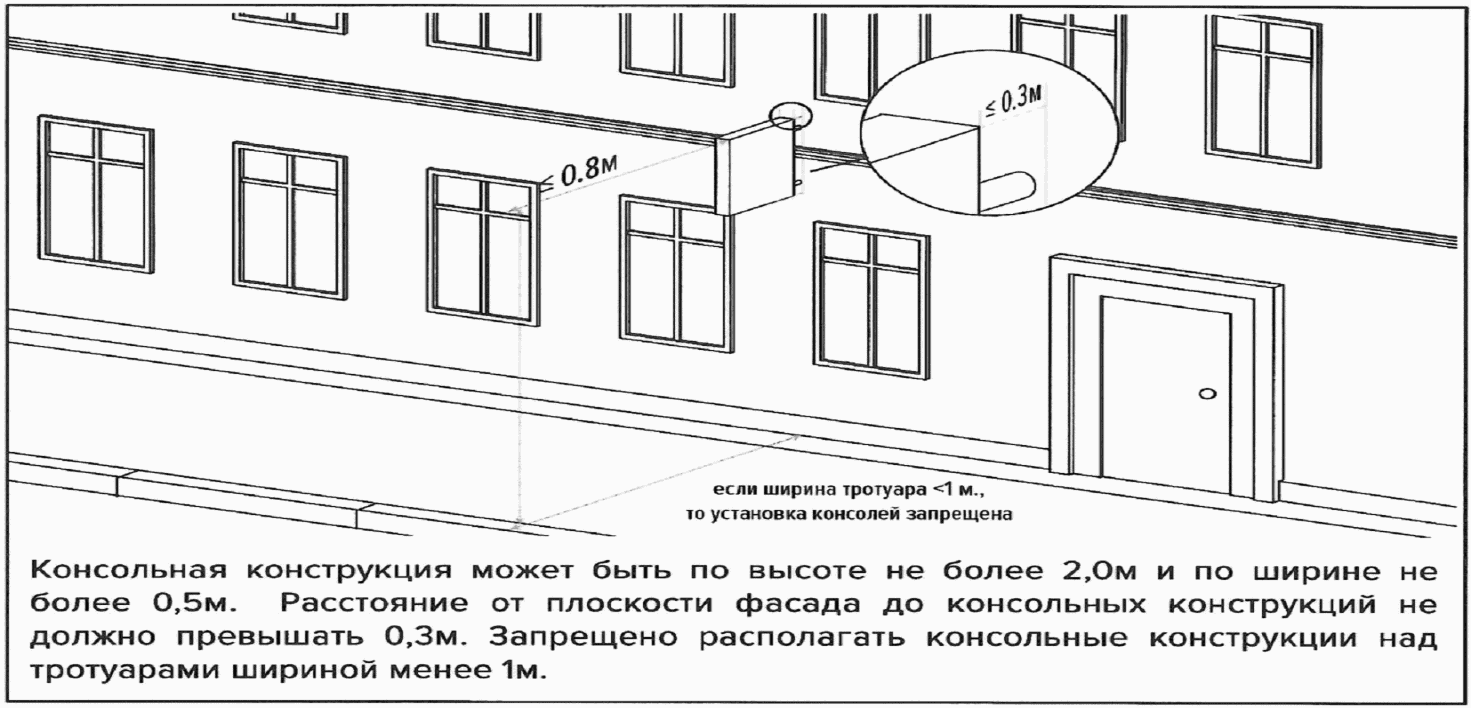 ≤ 0.3м
≤ 0.8м
если ширина тротуара <1 м.,
то установка консолей запрещена
Консольная конструкция может быть по высоте не более 2,0м и по ширине не
более 0,5м. Расстояние от плоскости фасада до консольных конструкций не
должно превышать 0,3м. Запрещено располагать консольные конструкции над
тротуарами шириной менее 1м.